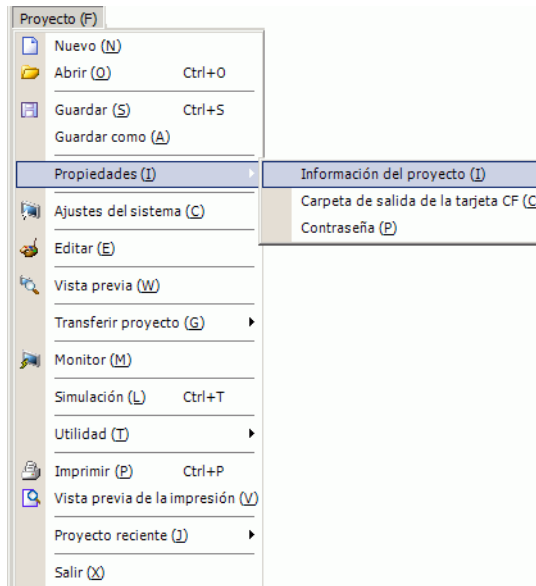 Proyecto (F)
Nuevo (N)
Abrir (O) Ctrl+O
Guardar (S) Ctrl+S
Guardar como (A)
Propiedades (I)
Información del proyecto (I)
Carpeta de salida de la tarjeta CF (C
Contraseña (P)
Ajustes del sistema (C)
Editar (E)
Vista previa (W)
Transferir proyecto (G)
Monitor (M)
Simulación (L) Ctrl+T
Utilidad (T)
Imprimir (P) Ctrl+P
Vista previa de la impresión (V)
Proyecto reciente (J)
Salir (X)